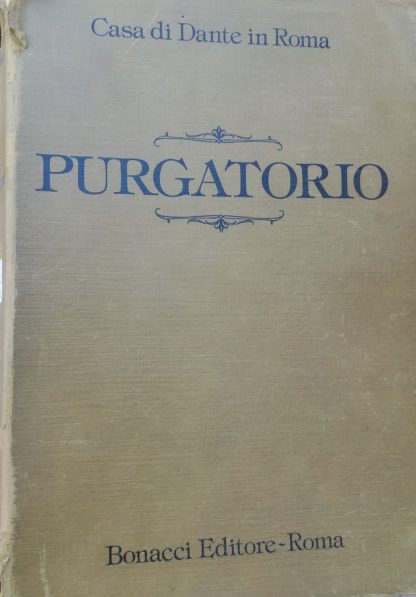 Casa di Dante in Roma
PURGATORIO
Bonacci Editore-Roma